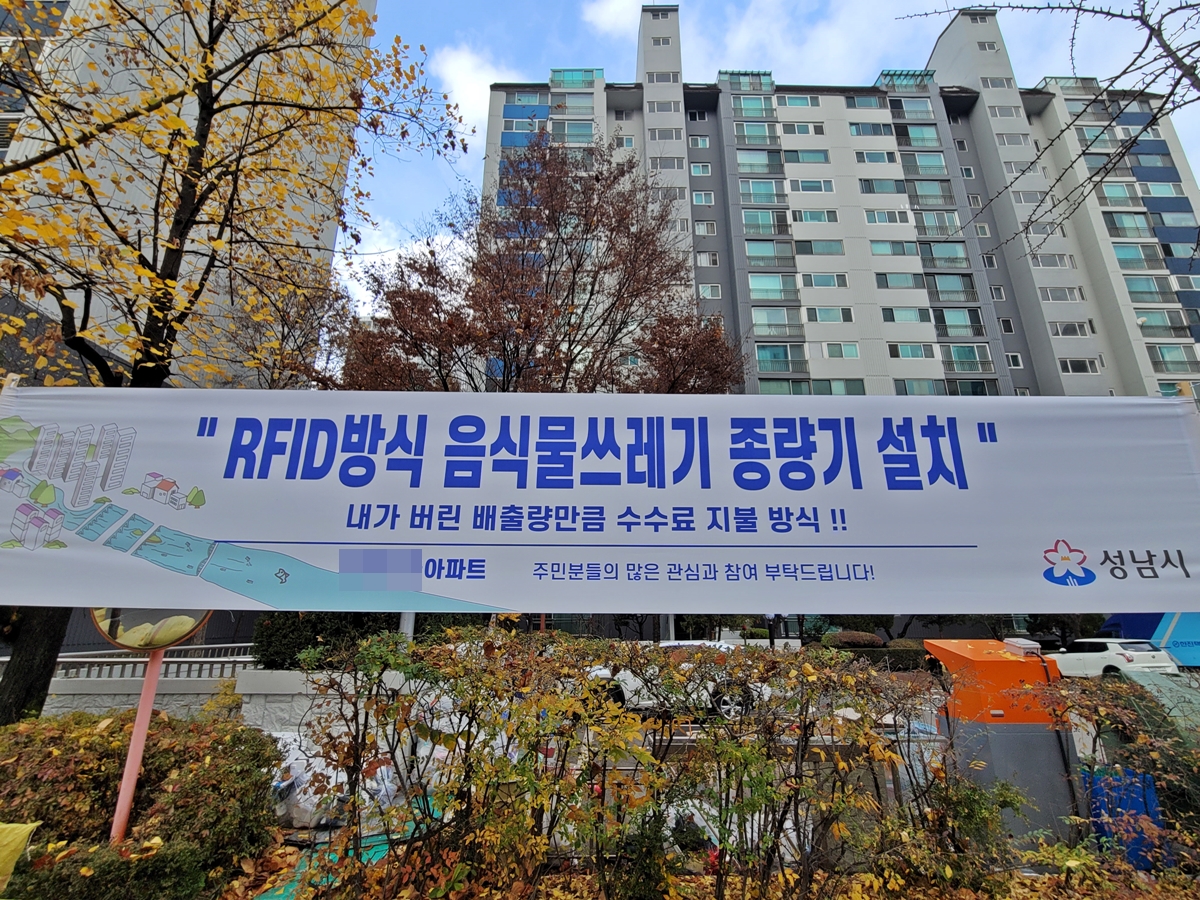 " RFID방식 음식물쓰레기 종량기 설치 "
내가 버린 배출량만큼 수수료 지불 방식 !!
아파트 주민분들의 많은 관심과 참여 부탁드립니다!
성남시